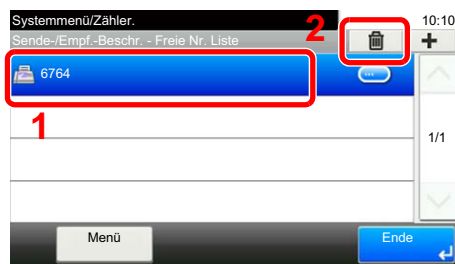 Systemmenü/Zähler. 10:10
Sende-/Empf.-Beschr. - Freie Nr. Liste 2
6764
1
1/1
Menü Ende